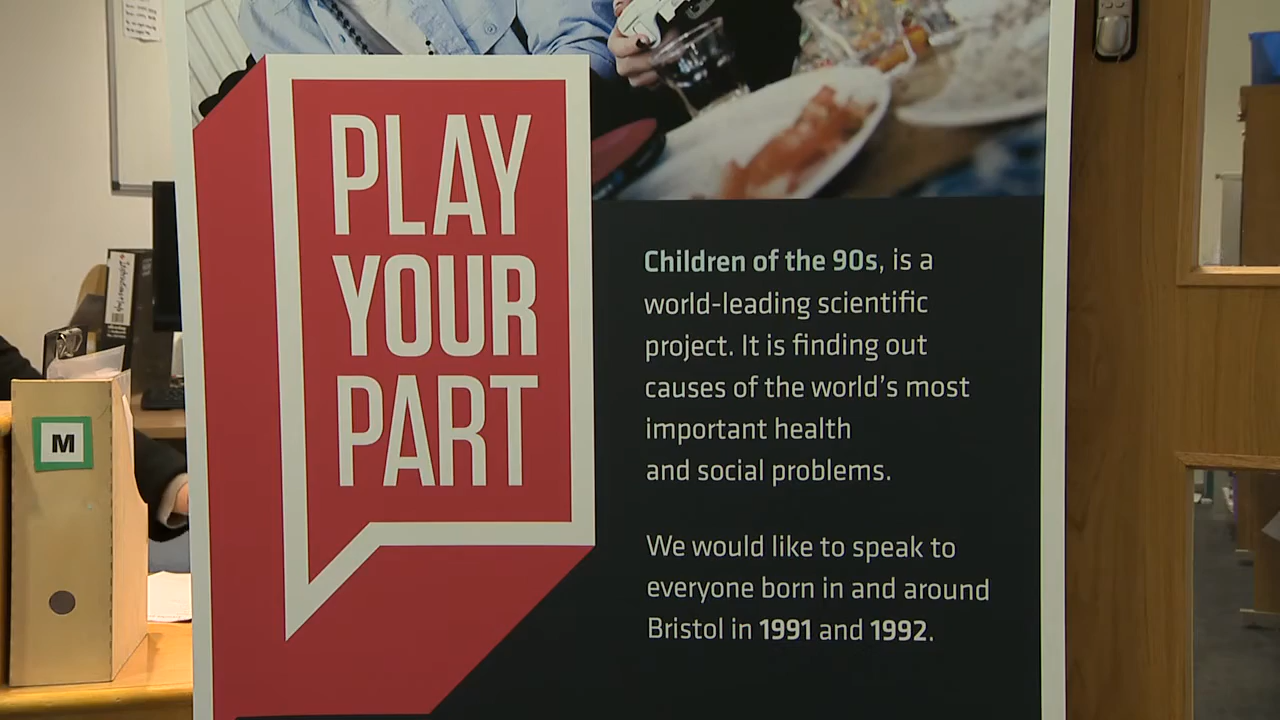 PLAY
YOUR
PART
Children of the 90s, is a
world-leading scientific
project. It is finding out
causes of the world's most
important health
and social problems.
We would like to speak to
everyone born in and around
Bristol in 1991 and 1992.
M